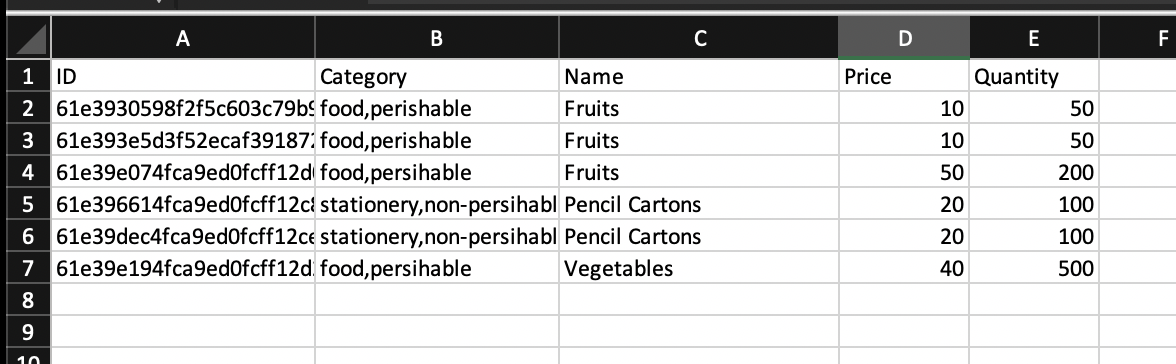 A B C D E F
1 ID Category Name Price Quantity
2 61e3930598f2f5c603c79b9 food,perishable Fruits 10 50
3 61e393e5d3f52ecaf391872 food,perishable Fruits 10 50
4 61e39e074fca9ed0fcff12d food,persihable Fruits 50 200
5 61e396614fca9ed0fcff12c stationery,non-persihabl Pencil Cartons 20 100
6 61e39dec4fca9ed0fcff12ce stationery,non-persihabl Pencil Cartons 20 100
7 61e39e194fca9ed0fcff12d food,persihable Vegetables 40 500
8
9
10